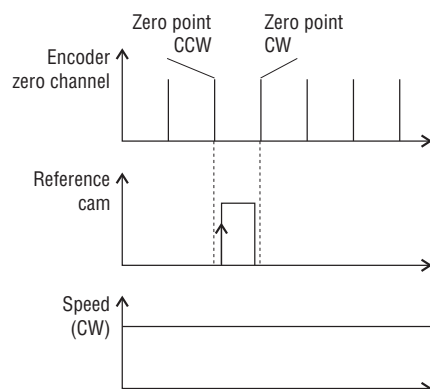 Zero point
CCW
Zero point
CW
Encoder
zero channel
Reference
cam
Speed
(CW)